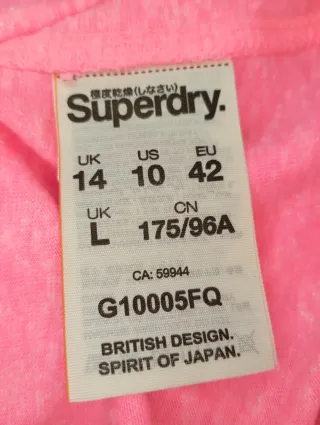 極度乾燥(しなさい)
Superdry.
UK US EU
14 10 42
UK CN
L 175/96A
CA: 59944
G10005FQ
BRITISH DESIGN.
SPIRIT OF JAPAN.